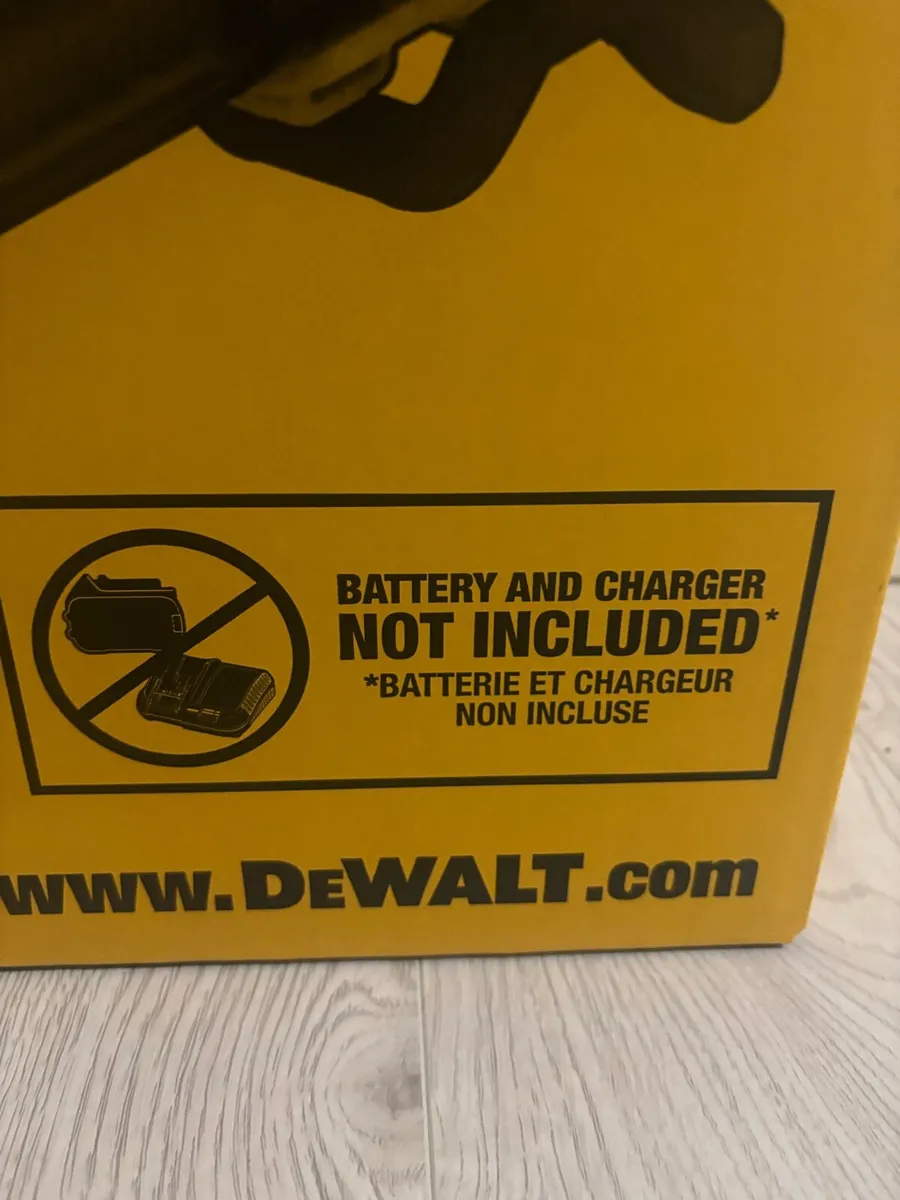 BATTERY AND CHARGER
NOT INCLUDED*
*BATTERIE ET CHARGEUR
NON INCLUSE
www.DEWALT.com